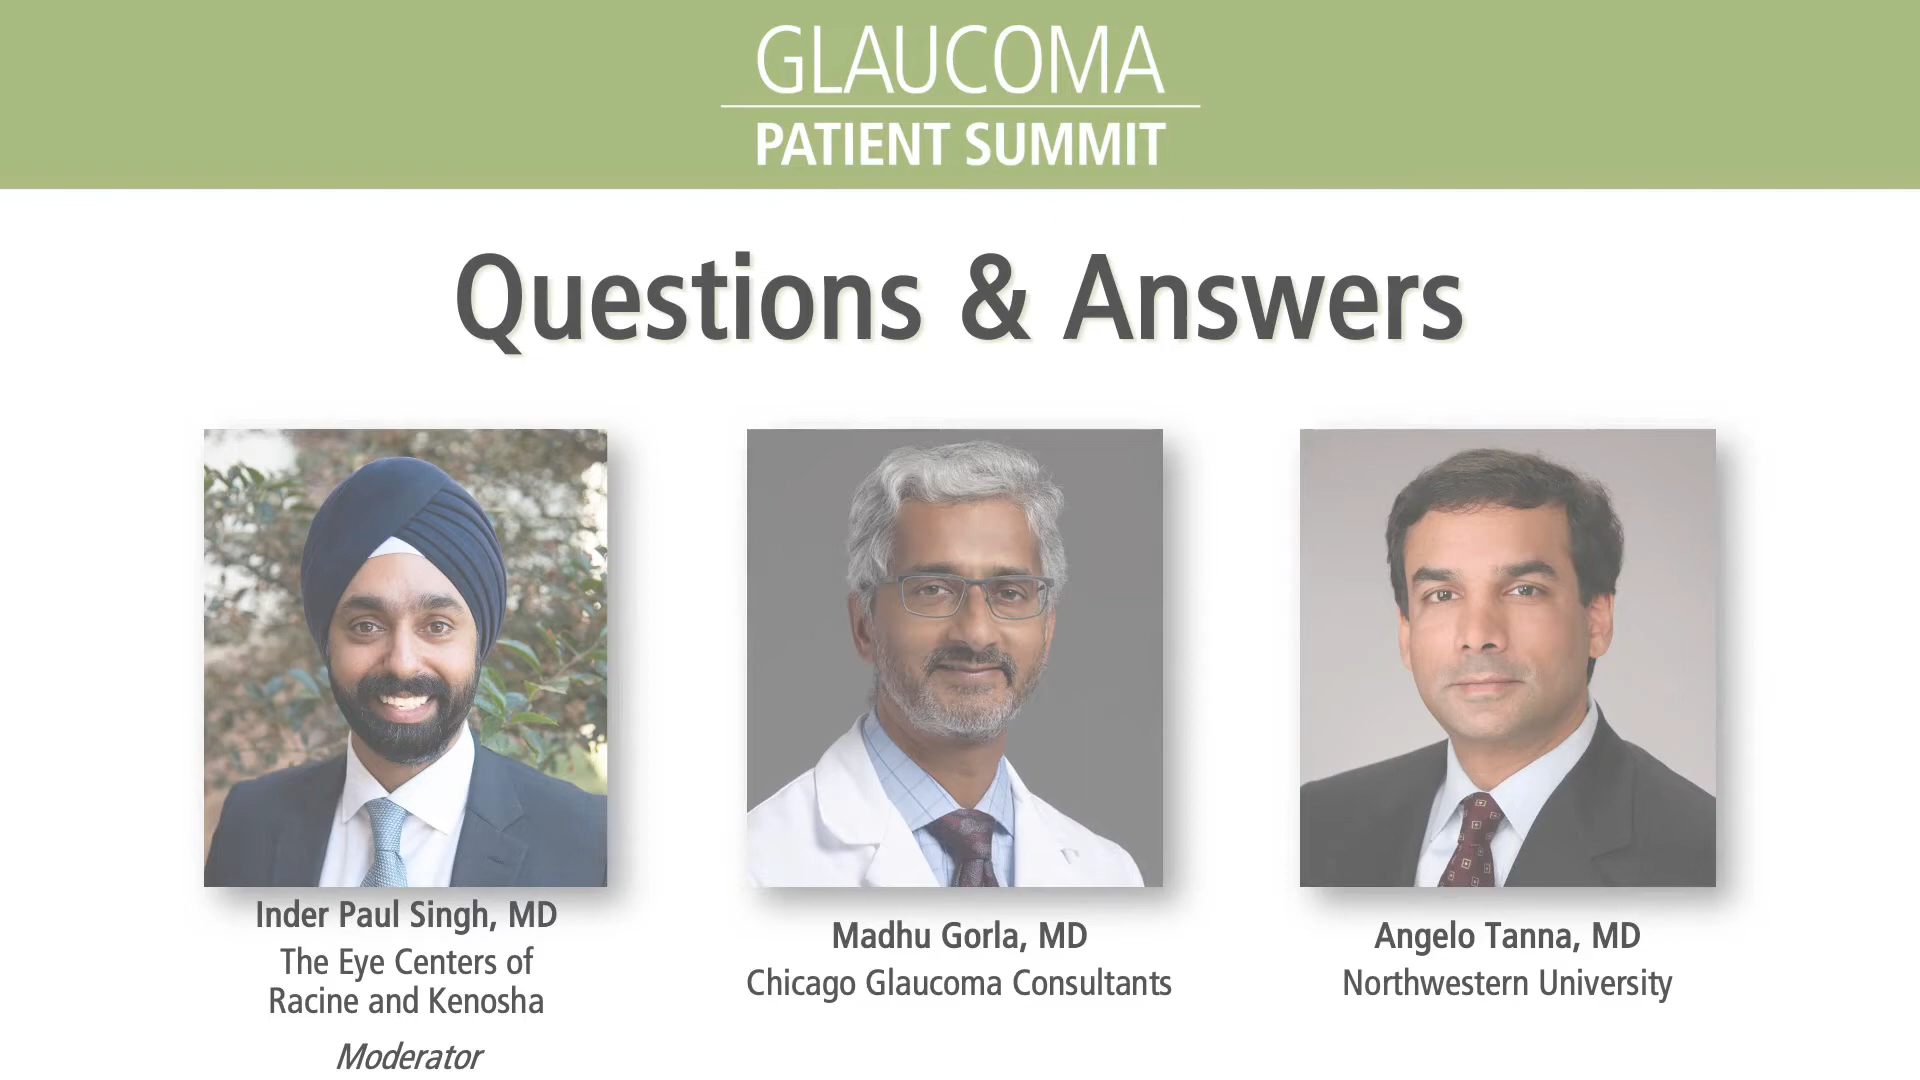 GLAUCOMA
PATIENT SUMMIT
Questions & Answers
Inder Paul Singh, MD
The Eye Centers of
Racine and Kenosha
Moderator
Madhu Gorla, MD
Chicago Glaucoma Consultants
Angelo Tanna, MD
Northwestern University